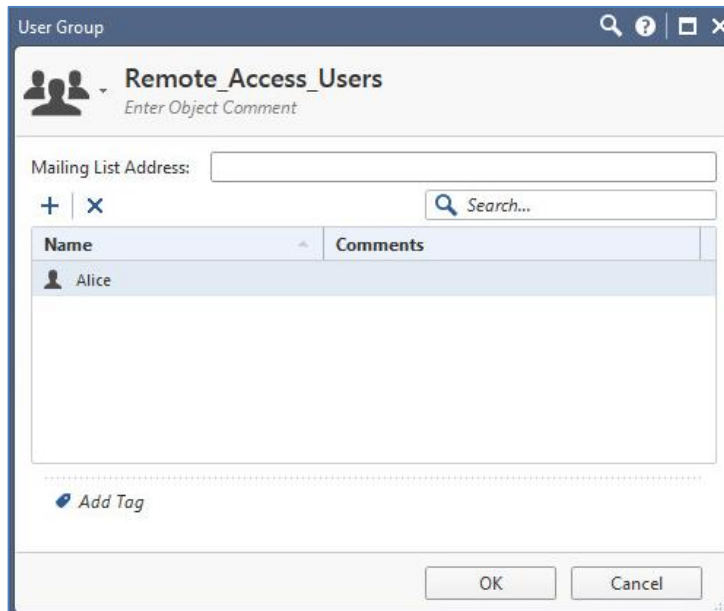 User Group
Remote_Access_Users
Enter Object Comment
Mailing List Address:
Search...
Name Comments
Alice
Add Tag
OK Cancel